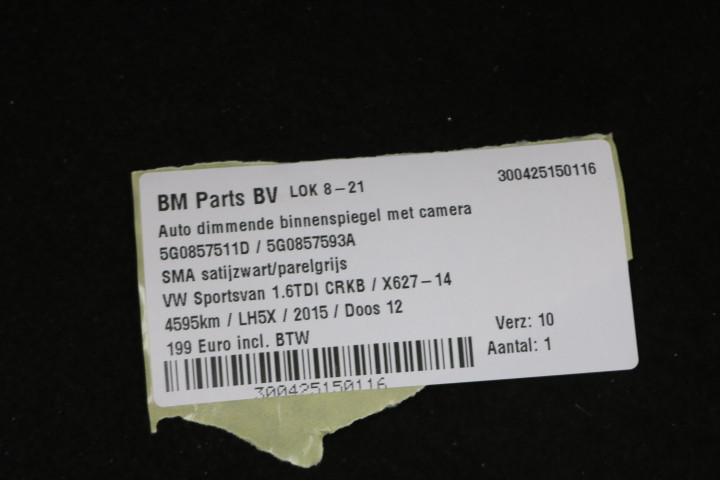 BM Parts BV LOK 8-21 300425150116
Auto dimmende binnenspiegel met camera
5G0857511D / 5G0857593A
SMA satijzwart/parelgrijs
VW Sportsvan 1.6TDI CRKB / X627-14
4595km / LH5X / 2015 / Doos 12
199 Euro incl. BTW
Verz: 10
Aantal: 1
300425150116